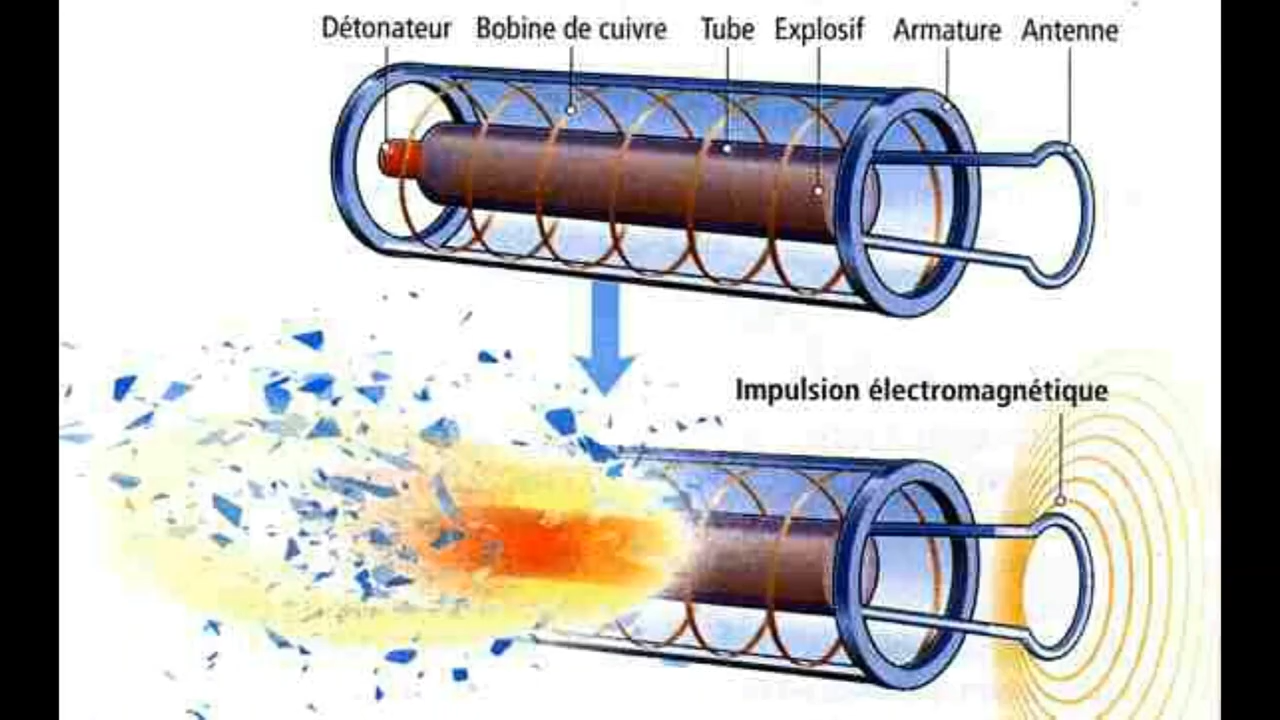 Détonateur Bobine de cuivre Tube Explosif Armature Antenne
Impulsion électromagnétique